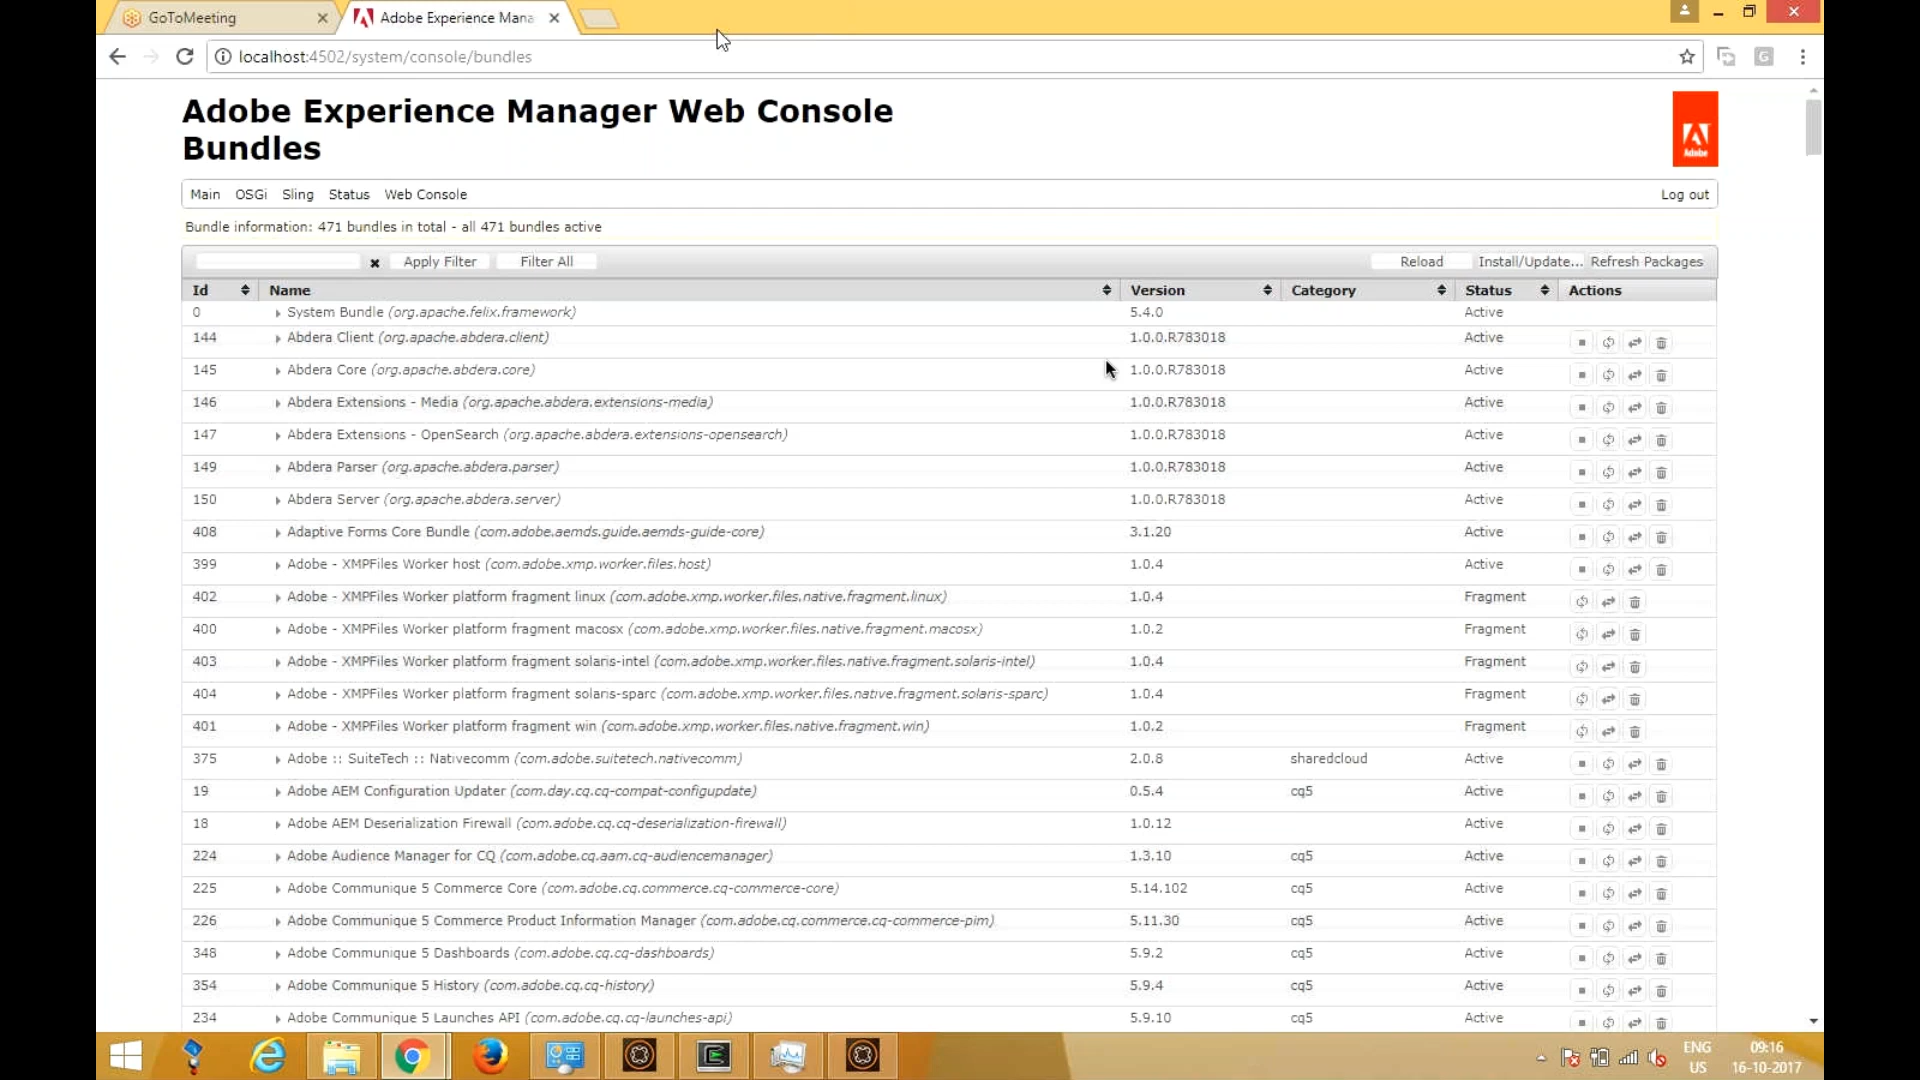 GoToMeeting
Adobe Experience Mana
localhost:4502/system/console/bundles
Adobe Experience Manager Web Console
Bundles
Adobe
Main OSGi Sling Status Web Console Log out
Bundle information: 471 bundles in total - all 471 bundles active
Apply Filter Filter All Reload Install/Update... Refresh Packages
Id Name Version Category Status Actions
0 System Bundle (org.apache.felix.framework) 5.4.0 Active
144 Abdera Client (org.apache.abdera.client) 1.0.0.R783018 Active
145 Abdera Core (org.apache.abdera.core) 1.0.0.R783018 Active
146 Abdera Extensions - Media (org.apache.abdera.extensions-media) 1.0.0.R783018 Active
147 Abdera Extensions - OpenSearch (org.apache.abdera.extensions-opensearch) 1.0.0.R783018 Active
149 Abdera Parser (org.apache.abdera.parser) 1.0.0.R783018 Active
150 Abdera Server (org.apache.abdera.server) 1.0.0.R783018 Active
408 Adaptive Forms Core Bundle (com.adobe.aemds.guide.aemds-guide-core) 3.1.20 Active
399 Adobe - XMPFiles Worker host (com.adobe.xmp.worker.files.host) 1.0.4 Active
402 Adobe - XMPFiles Worker platform fragment linux (com.adobe.xmp.worker.files.native.fragment.linux) 1.0.4 Fragment
400 Adobe - XMPFiles Worker platform fragment macosx (com.adobe.xmp.worker.files.native.fragment.macosx) 1.0.2 Fragment
403 Adobe - XMPFiles Worker platform fragment solaris-intel (com.adobe.xmp.worker.files.native.fragment.solaris-intel) 1.0.4 Fragment
404 Adobe - XMPFiles Worker platform fragment solaris-sparc (com.adobe.xmp.worker.files.native.fragment.solaris-sparc) 1.0.4 Fragment
401 Adobe - XMPFiles Worker platform fragment win (com.adobe.xmp.worker.files.native.fragment.win) 1.0.2 Fragment
375 Adobe :: SuiteTech :: Nativecomm (com.adobe.suitetech.nativecomm) 2.0.8 sharedcloud Active
19 Adobe AEM Configuration Updater (com.day.cq.cq-compat-configupdate) 0.5.4 cq5 Active
18 Adobe AEM Deserialization Firewall (com.adobe.cq.cq-deserialization-firewall) 1.0.12 Active
224 Adobe Audience Manager for CQ (com.adobe.cq.aam.cq-audiencemanager) 1.3.10 cq5 Active
225 Adobe Communique 5 Commerce Core (com.adobe.cq.commerce.cq-commerce-core) 5.14.102 cq5 Active
226 Adobe Communique 5 Commerce Product Information Manager (com.adobe.cq.commerce.cq-commerce-pim) 5.11.30 cq5 Active
348 Adobe Communique 5 Dashboards (com.adobe.cq.cq-dashboards) 5.9.2 cq5 Active
354 Adobe Communique 5 History (com.adobe.cq.cq-history) 5.9.4 cq5 Active
234 Adobe Communique 5 Launches API (com.adobe.cq.cq-launches-api) 5.9.10 cq5 Active
ENG 09:16
US 16-10-2017